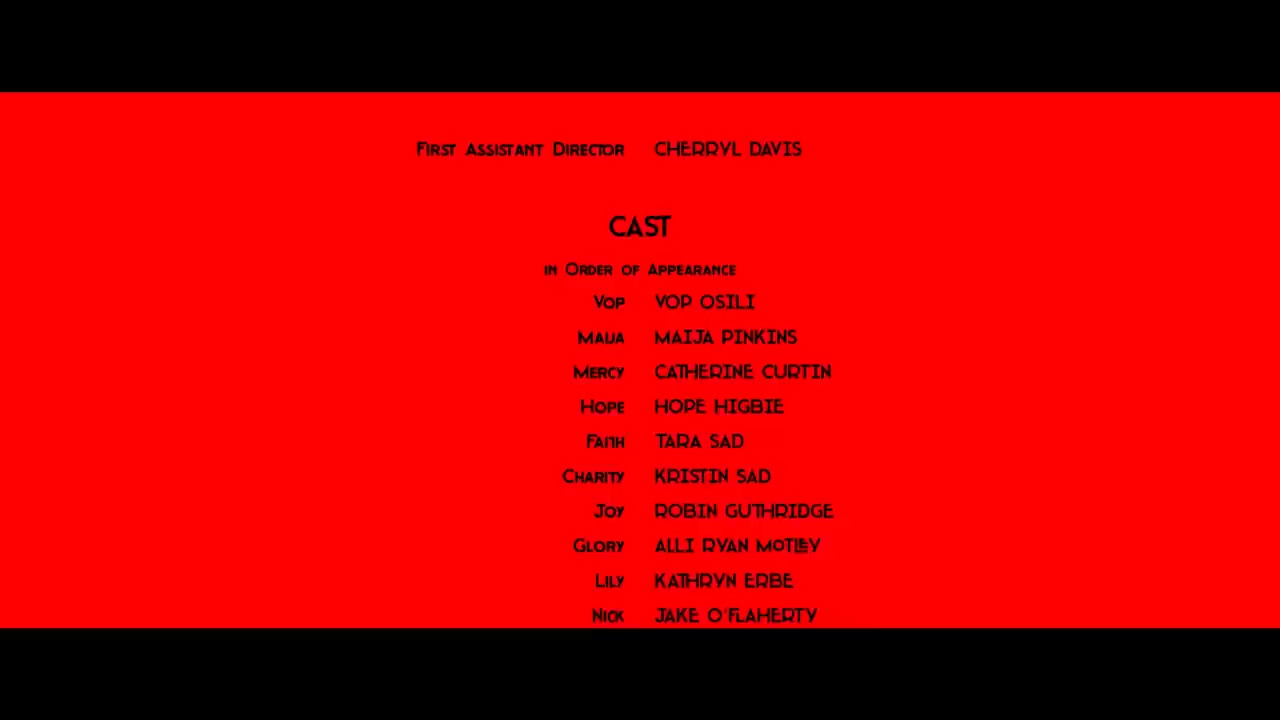 First Assistant Director CHERRYL DAVIS
CAST
in Order of Appearance
Vop VOP OSILI
Maija MAIJA PINKINS
Mercy CATHERINE CURTIN
Hope HOPE HIGBIE
Faith TARA SAD
Charity KRISTIN SAD
Joy ROBIN GUTHRIDGE
Glory ALLI RYAN MOTLEY
Lily KATHRYN ERBE
Nick JAKE O'FLAHERTY